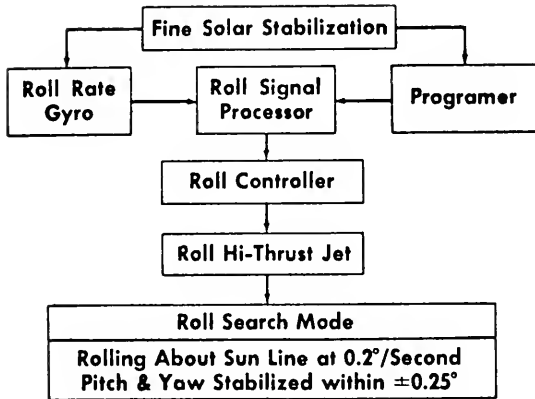 Fine Solar Stabilization
Roll Rate
Gyro
Roll Signal
Processor
Programer
Roll Controller
Roll Hi-Thrust Jet
Roll Search Mode
Rolling About Sun Line at 0.2°/Second
Pitch & Yaw Stabilized within ±0.25°